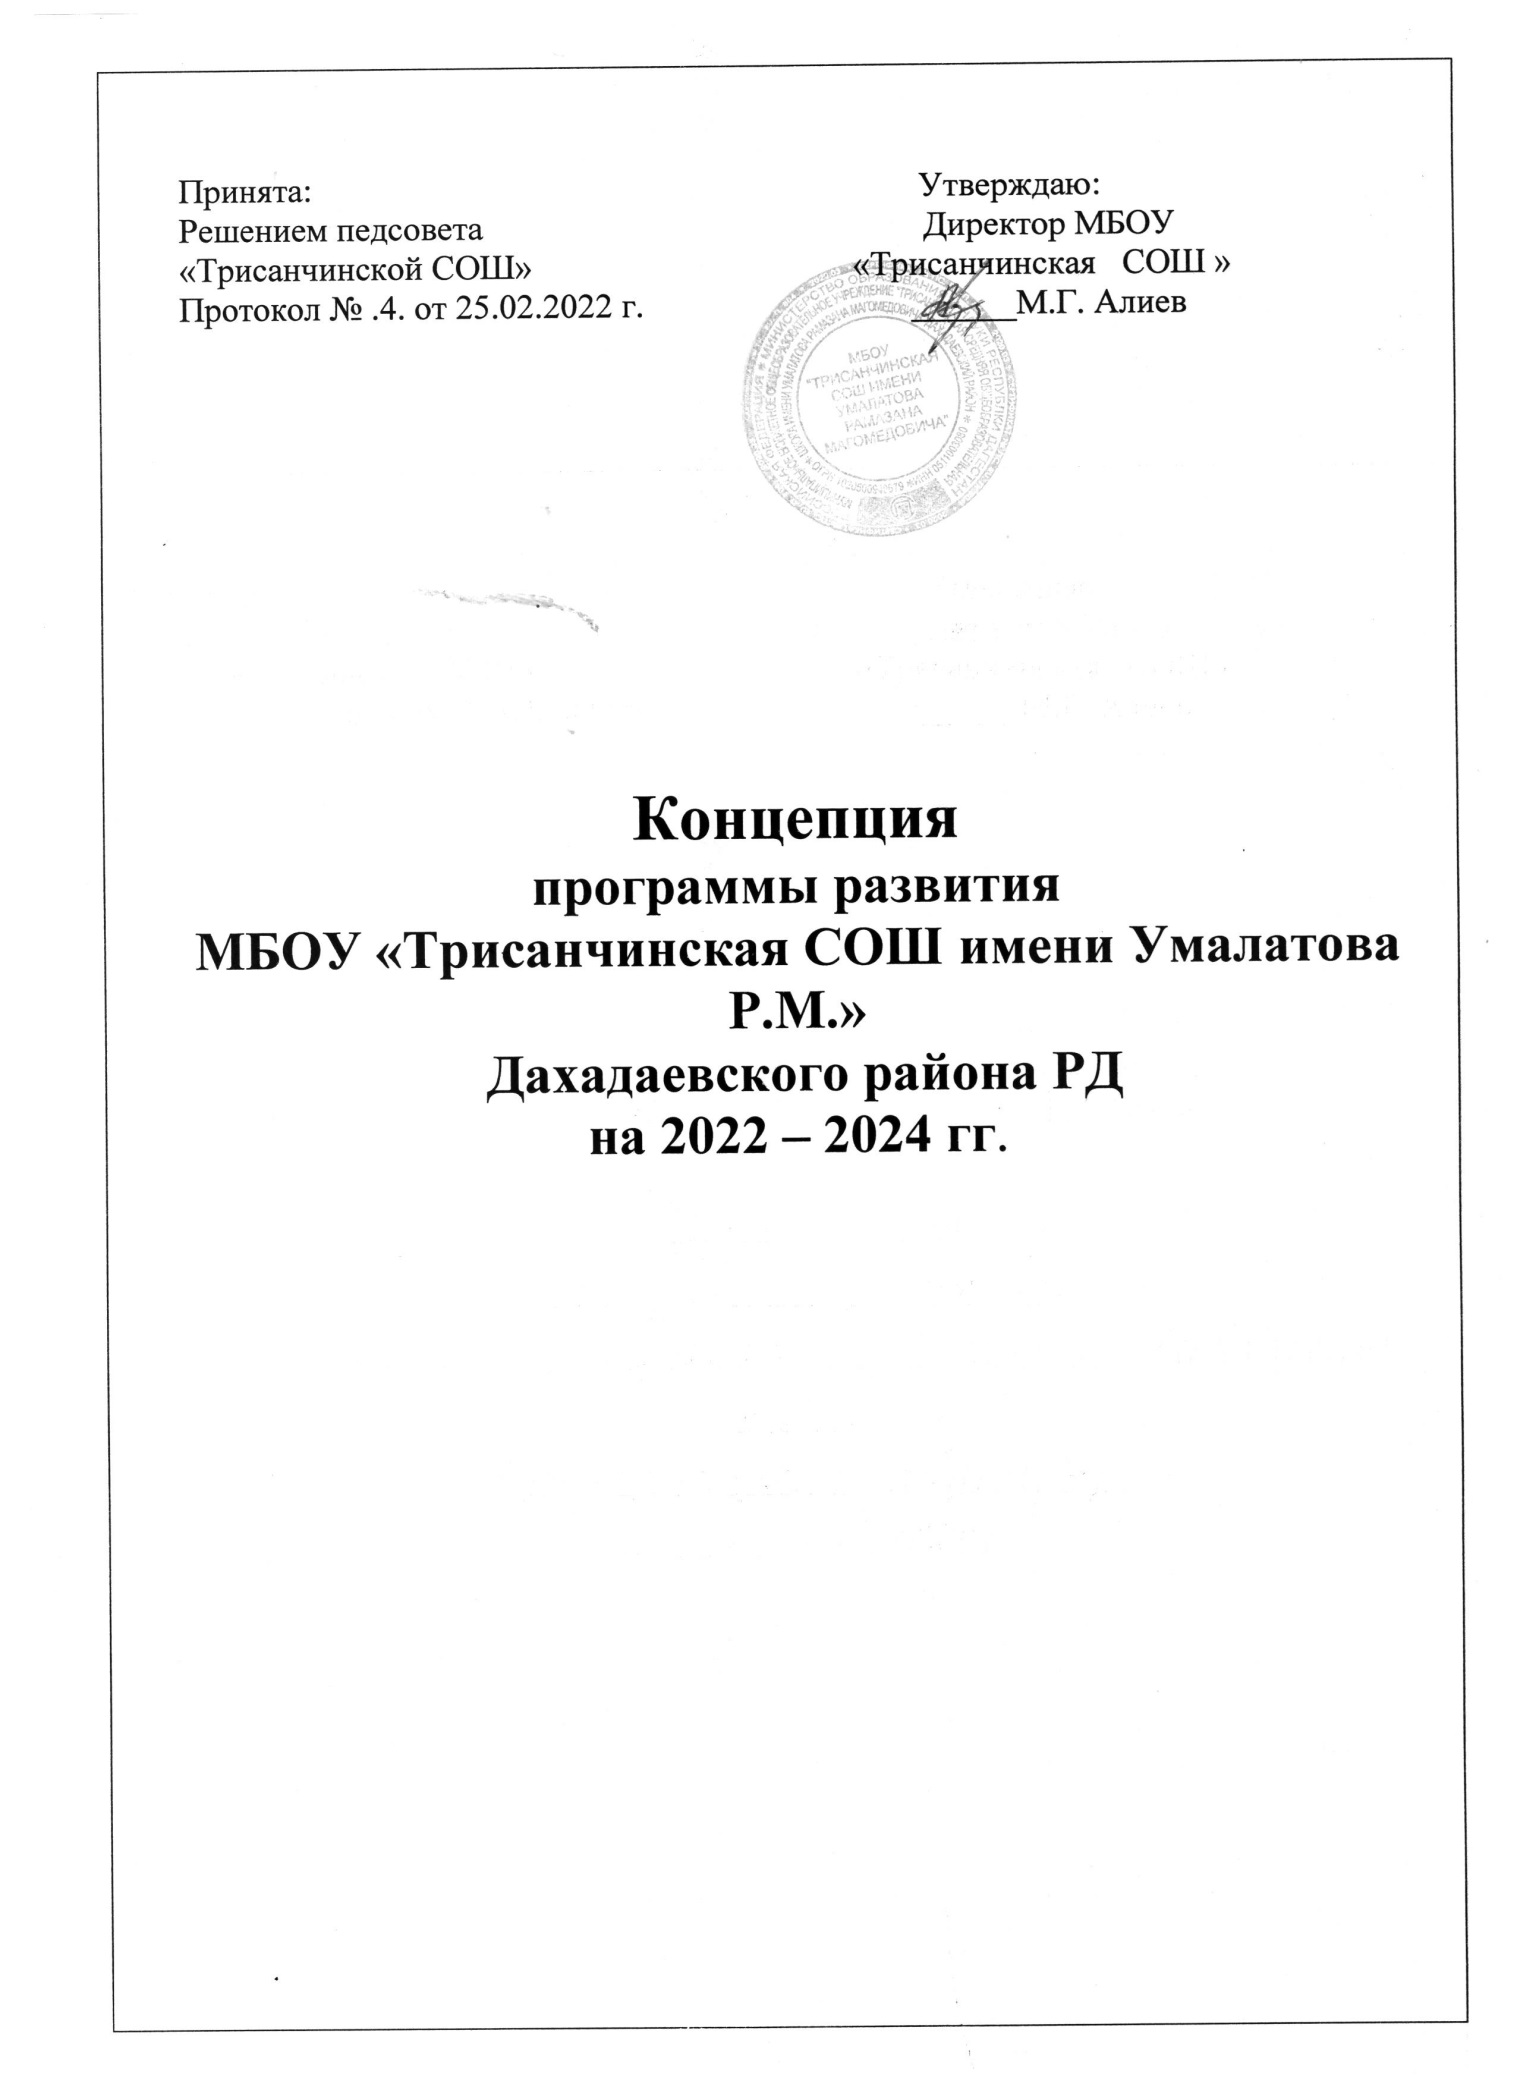 Принята:
Решением педсовета
«Трисанчинской СОШ»
Протокол № .4. от 25.02.2022 г.
Утверждаю:
Директор МБОУ
«Трисанчинская СОШ »
М.Г. Алиев
МБОУ
"ТРИСАНЧИНСКАЯ
СОШ ИМЕНИ
УМАЛАТОВА
РАМАЗАНА
МАГОМЕДОВИЧА"
Концепция
программы развития
МБОУ «Трисанчинская СОШ имени Умалатова
Р.М.»
Дахадаевского района РД
на 2022 – 2024 гг.